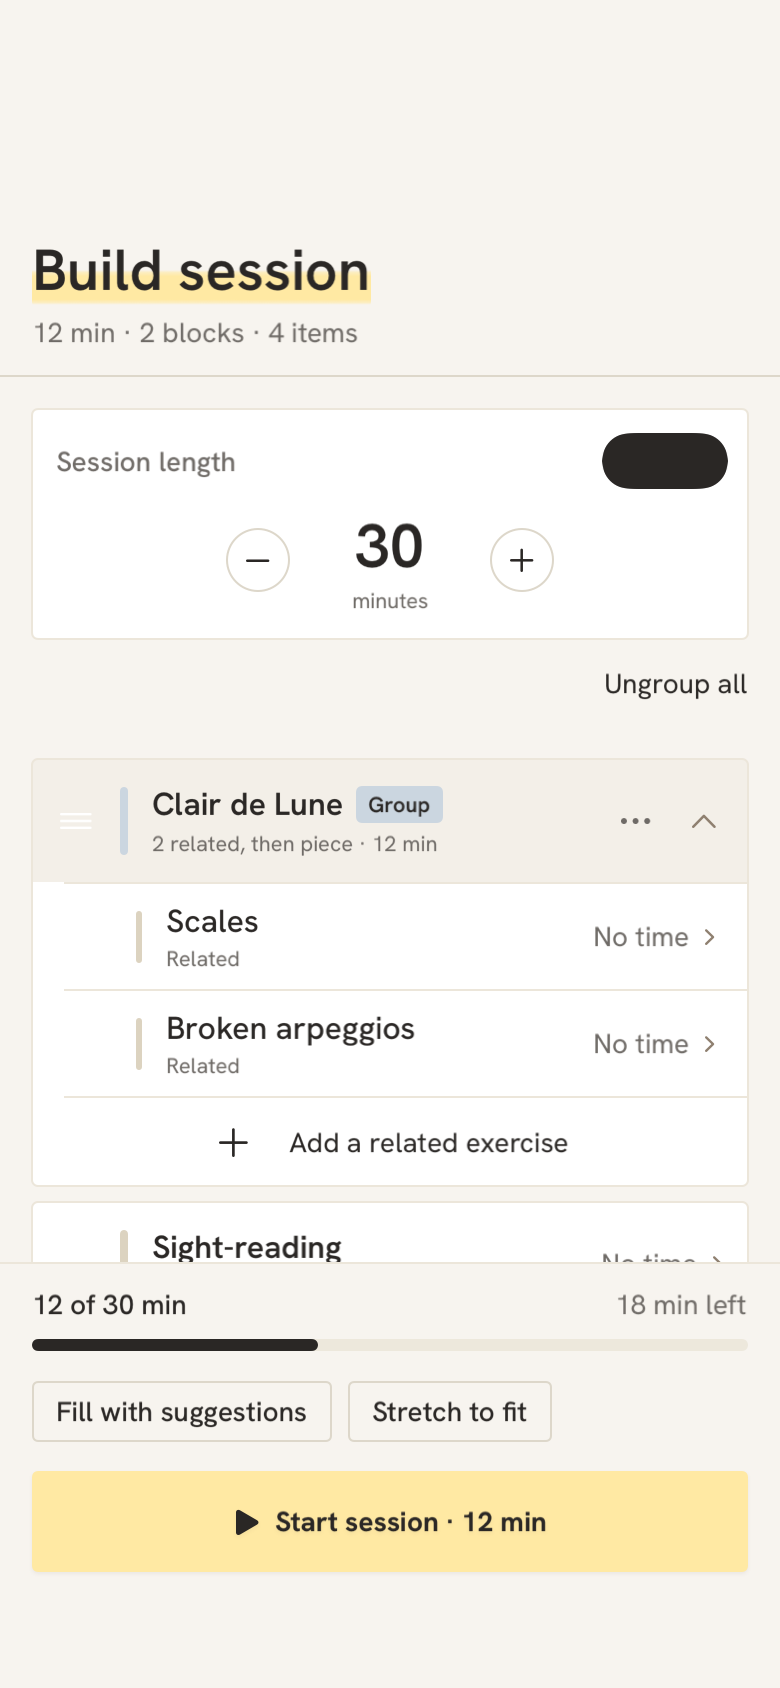 Build session
12 min · 2 blocks · 4 items
Session length
30
minutes
Ungroup all
Clair de Lune Group
2 related, then piece · 12 min
Scales
Related
No time
Broken arpeggios
Related
No time
Add a related exercise
Sight-reading
No time
12 of 30 min 18 min left
Fill with suggestions Stretch to fit
Start session · 12 min